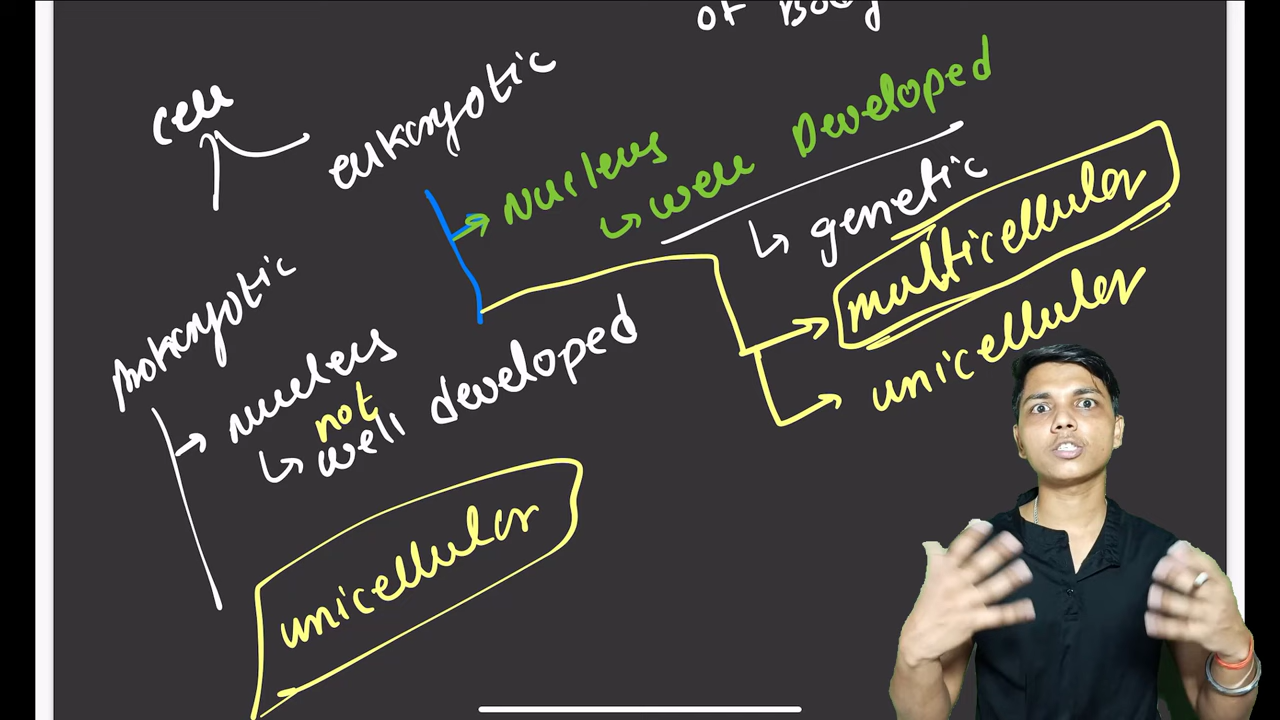 of Body
cell
eukaryotic
Nucleus
↳ well Developed
↳ genetic
multicellular
unicellular
prokaryotic
nucleus
not
↳ well developed
unicellular